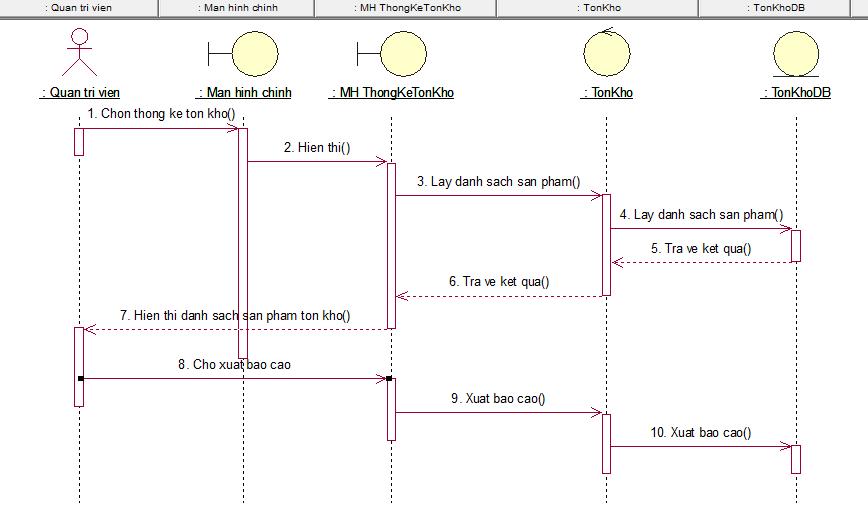 : Quan tri vien
: Man hinh chinh
: MH ThongKeTonKho
: TonKho
: TonKhoDB
: Quan tri vien
: Man hinh chinh
: MH ThongKeTonKho
: TonKho
: TonKhoDB
1. Chon thong ke ton kho()
2. Hien thi()
3. Lay danh sach san pham()
4. Lay danh sach san pham()
5. Tra ve ket qua()
6. Tra ve ket qua()
7. Hien thi danh sach san pham ton kho()
8. Cho xuat bao cao
9. Xuat bao cao()
10. Xuat bao cao()